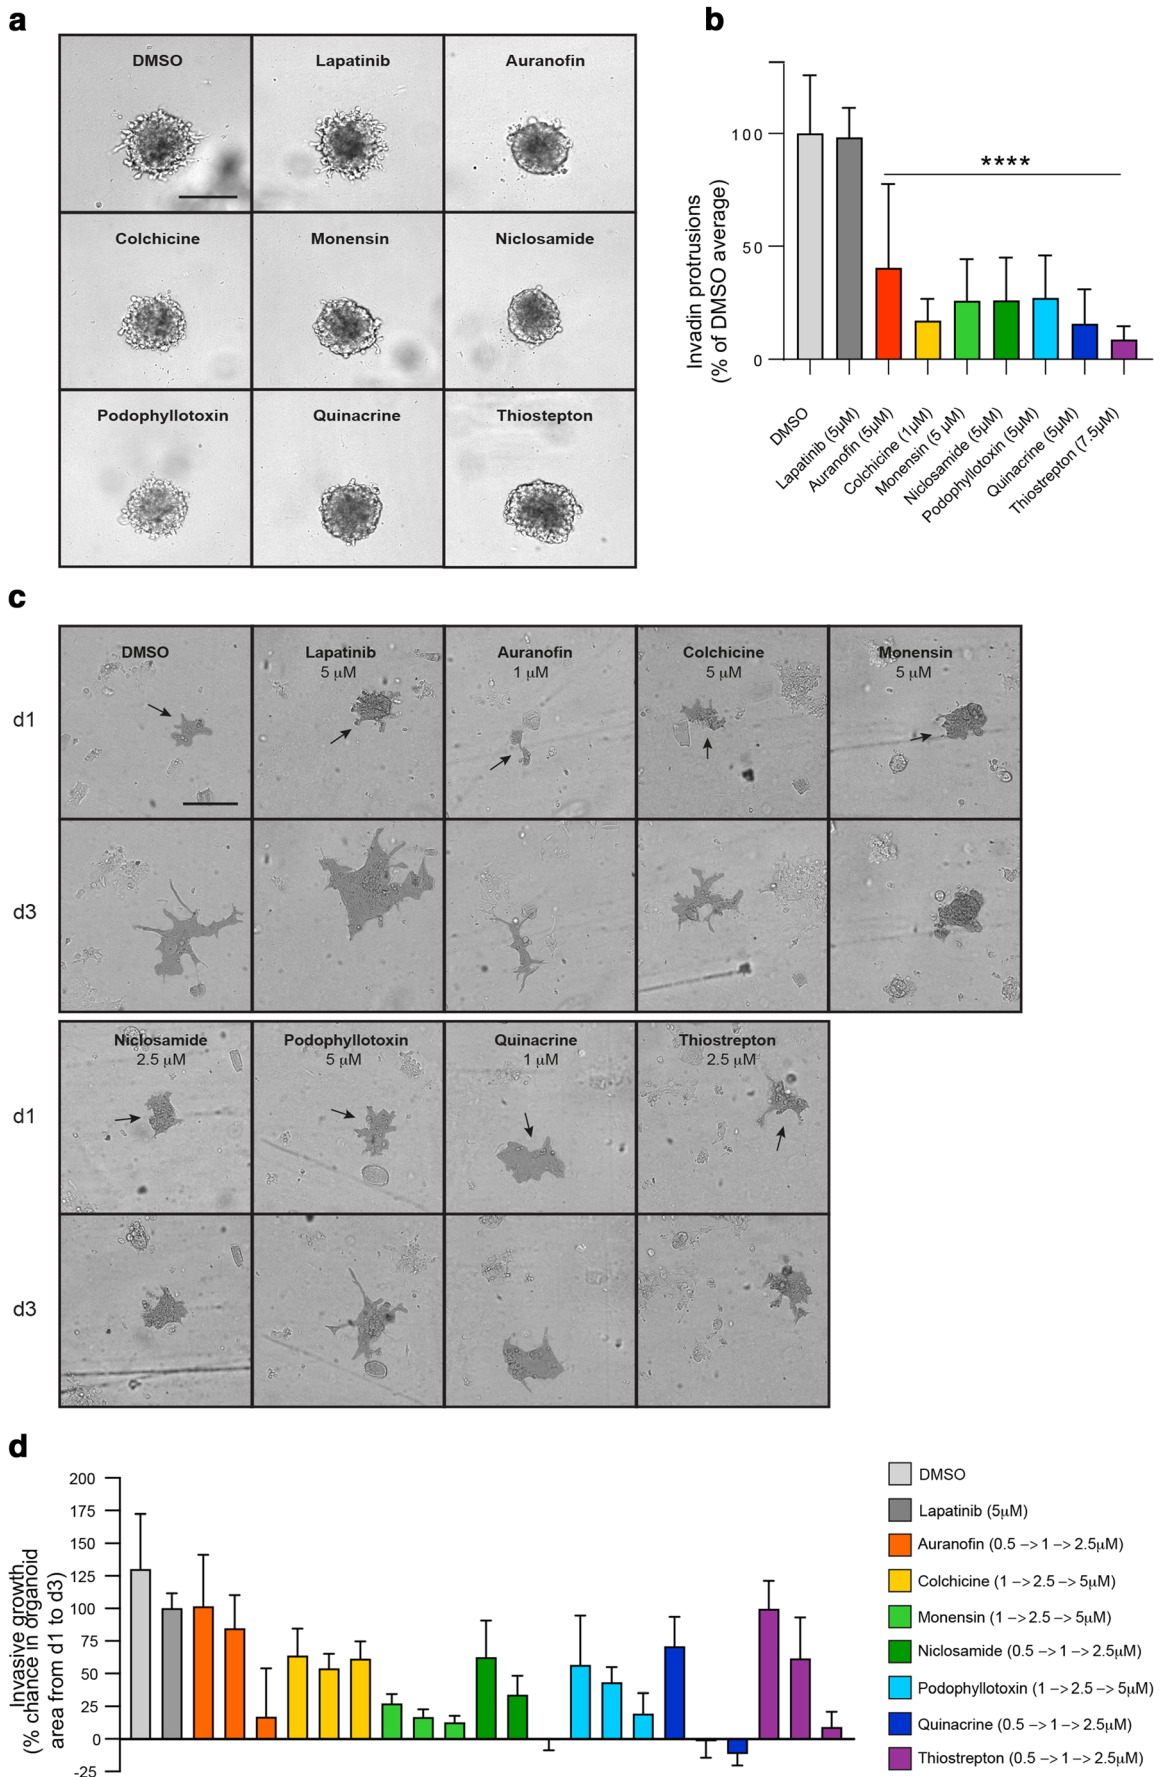 a
DMSO
Lapatinib
Auranofin
Colchicine
Monensin
Niclosamide
Podophyllotoxin
Quinacrine
Thiostepton
b
Invadin protrusions
(% of DMSO average)
100
50
0
****
DMSO
Lapatinib (5µM)
Auranofin (5µM)
Colchicine (1µM)
Monensin (5 µM)
Niclosamide (5µM)
Podophyllotoxin (5µM)
Quinacrine (5µM)
Thiostrepton (7.5µM)
c
DMSO
Lapatinib
5 µM
Auranofin
1 µM
Colchicine
5 µM
Monensin
5 µM
d1
d3
Niclosamide
2.5 µM
Podophyllotoxin
5 µM
Quinacrine
1 µM
Thiostrepton
2.5 µM
d1
d3
d
Invasive growth
(% chance in organoid
area from d1 to d3)
200
175
150
125
100
75
50
25
0
-25
DMSO
Lapatinib (5µM)
Auranofin (0.5 –> 1 –> 2.5µM)
Colchicine (1 –> 2.5 –> 5µM)
Monensin (1 –> 2.5 –> 5µM)
Niclosamide (0.5 –> 1 –> 2.5µM)
Podophyllotoxin (1 –> 2.5 –> 5µM)
Quinacrine (0.5 –> 1 –> 2.5µM)
Thiostrepton (0.5 –> 1 –> 2.5µM)